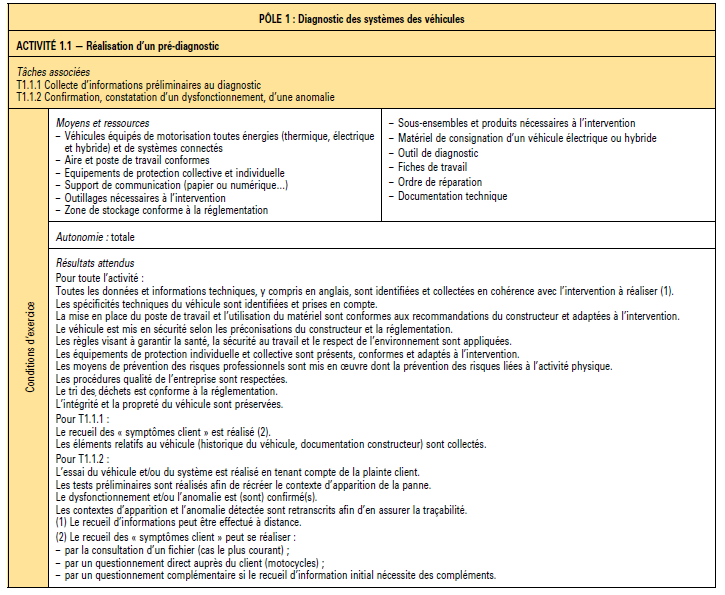 PÔLE 1 : Diagnostic des systèmes des véhicules
ACTIVITÉ 1.1 — Réalisation d’un pré-diagnostic
Tâches associées
T1.1.1 Collecte d’informations préliminaires au diagnostic
T1.1.2 Confirmation, constatation d’un dysfonctionnement, d’une anomalie
Conditions d’exercice
Moyens et ressources
– Véhicules équipés de motorisation toutes énergies (thermique, électrique
et hybride) et de systèmes connectés
– Aire et poste de travail conformes
– Equipements de protection collective et individuelle
– Support de communication (papier ou numérique...)
– Outillages nécessaires à l’intervention
– Zone de stockage conforme à la réglementation
– Sous-ensembles et produits nécessaires à l’intervention
– Matériel de consignation d’un véhicule électrique ou hybride
– Outil de diagnostic
– Fiches de travail
– Ordre de réparation
– Documentation technique
Autonomie : totale
Résultats attendus
Pour toute l’activité :
Toutes les données et informations techniques, y compris en anglais, sont identifiées et collectées en cohérence avec l’intervention à réaliser (1).
Les spécificités techniques du véhicule sont identifiées et prises en compte.
La mise en place du poste de travail et l’utilisation du matériel sont conformes aux recommandations du constructeur et adaptées à l’intervention.
Le véhicule est mis en sécurité selon les préconisations du constructeur et la réglementation.
Les règles visant à garantir la santé, la sécurité au travail et le respect de l’environnement sont appliquées.
Les équipements de protection individuelle et collective sont présents, conformes et adaptés à l’intervention.
Les moyens de prévention des risques professionnels sont mis en œuvre dont la prévention des risques liées à l’activité physique.
Les procédures qualité de l’entreprise sont respectées.
Le tri des déchets est conforme à la réglementation.
L’intégrité et la propreté du véhicule sont préservées.
Pour T1.1.1 :
Le recueil des « symptômes client » est réalisé (2).
Les éléments relatifs au véhicule (historique du véhicule, documentation constructeur) sont collectés.
Pour T1.1.2 :
L’essai du véhicule et/ou du système est réalisé en tenant compte de la plainte client.
Les tests préliminaires sont réalisés afin de récréer le contexte d’apparition de la panne.
Le dysfonctionnement et/ou l’anomalie est (sont) confirmé(s).
Les contextes d’apparition et l’anomalie détectée sont retranscrits afin d’en assurer la traçabilité.
(1) Le recueil d’informations peut être effectué à distance.
(2) Le recueil des « symptômes client » peut se réaliser :
– par la consultation d’un fichier (cas le plus courant) ;
– par un questionnement direct auprès du client (motocycles) ;
– par un questionnement complémentaire si le recueil d’information initial nécessite des compléments.